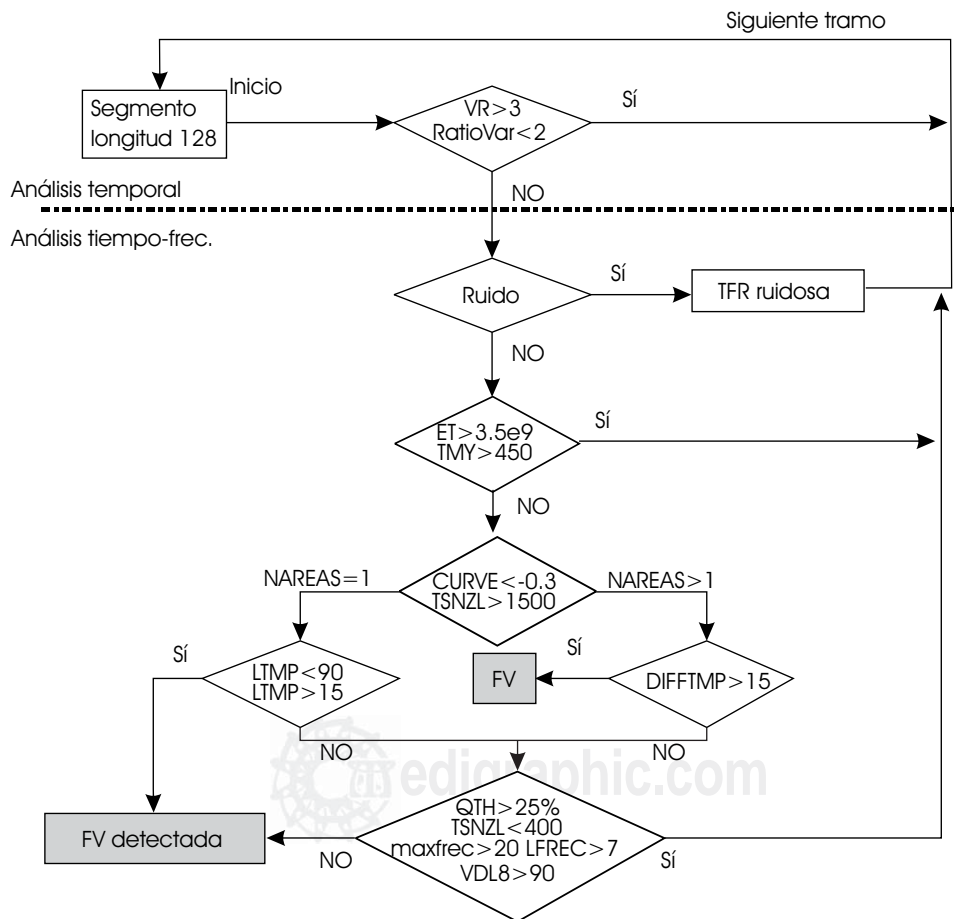 Siguiente tramo
Inicio
Segmento
longitud 128
VR>3
RatioVar<2
Sí
Análisis temporal
NO
Análisis tiempo-frec.
Ruido
Sí
TFR ruidosa
NO
ET>3.5e9
TMY>450
Sí
NO
NAREAS=1
CURVE<-0.3
TSNZL>1500
NAREAS>1
Sí
LTMP<90
LTMP>15
Sí
FV
DIFFTMP>15
NO
NO
edigraphic.com
QTH>25%
TSNZL<400
maxfrec>20 LFREC>7
VDL8>90
FV detectada
NO
Sí